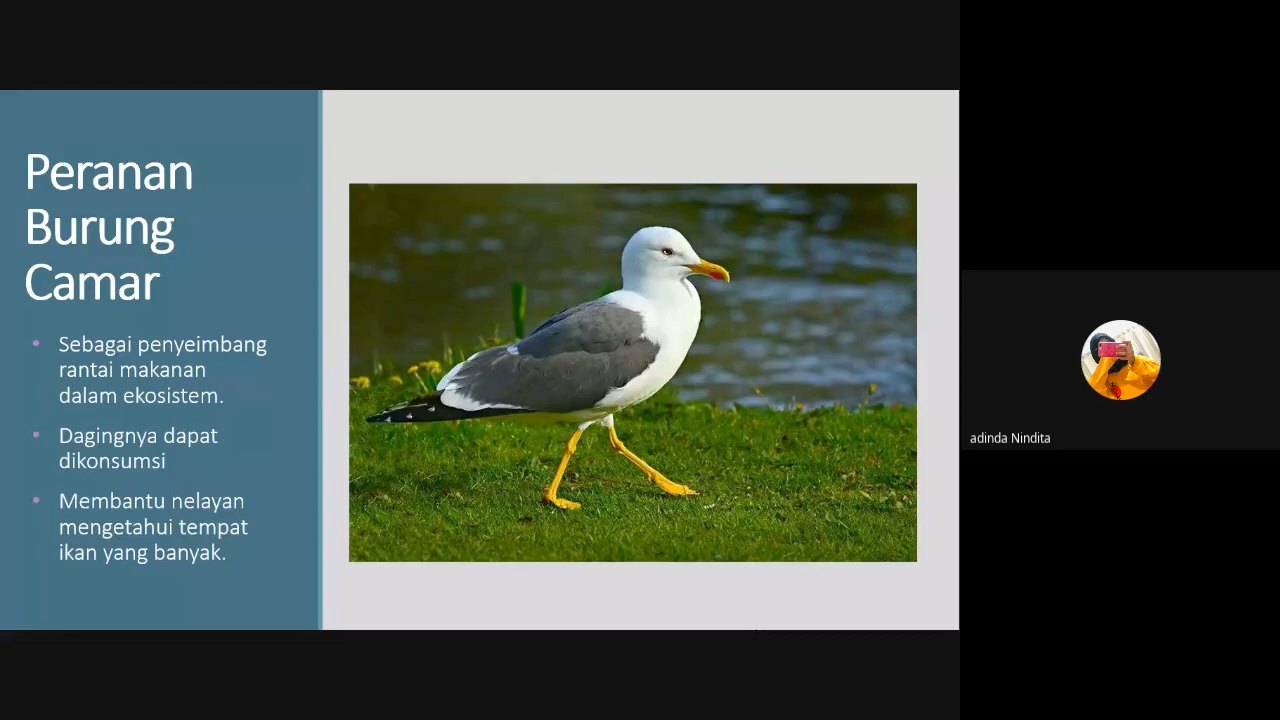 Peranan
Burung
Camar
• Sebagai penyeimbang
rantai makanan
dalam ekosistem.
• Dagingnya dapat
dikonsumsi
• Membantu nelayan
mengetahui tempat
ikan yang banyak.
adinda Nindita